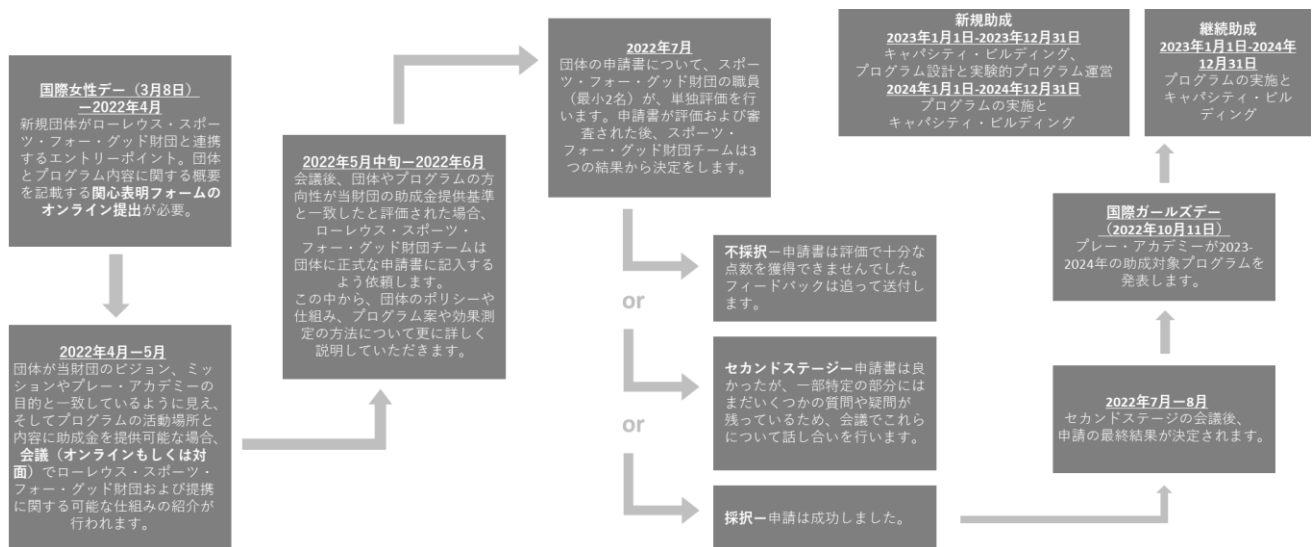 国際女性デー（3月8日）
ー2022年4月
新規団体がローレウス・スポー
ツ・フォー・グッド財団と連携
するエントリーポイント。団体
とプログラム内容に関する概要
を記載する関心表明フォームの
オンライン提出が必要。
2022年4月ー5月
団体が当財団のビジョン、ミッ
ションやプレー・アカデミーの
目的と一致しているように見え、
そしてプログラムの活動場所と
内容に助成金を提供可能な場合、
会議（オンラインもしくは対
面）でローレウス・スポーツ・
フォー・グッド財団および提携
に関する可能な仕組みの紹介が
行われます。
2022年5月中旬ー2022年6月
会議後、団体やプログラムの方
向性が当財団の助成金提供基準
と一致したと評価された場合、
ローレウス・スポーツ・
フォー・グッド財団チームは
団体に正式な申請書に記入する
よう依頼します。
この中から、団体のポリシーや
仕組み、プログラム案や効果測
定の方法について更に詳しく
説明していただきます。
2022年7月
団体の申請書について、スポー
ツ・フォー・グッド財団の職員
（最小2名）が、単独評価を行
います。申請書が評価および審
査された後、スポーツ・
フォー・グッド財団チームは3
つの結果から決定をします。
不採択ー申請書は評価で十分な
点数を獲得できませんでした。
フィードバックは追って送付し
ます。
or
セカンドステージー申請書は良
かったが、一部特定の部分には
まだいくつかの質問や疑問が
残っているため、会議でこれら
について話し合いを行います。
or
採択ー申請は成功しました。
2022年7月ー8月
セカンドステージの会議後、
申請の最終結果が決定されます。
国際ガールズデー
（2022年10月11日）
プレー・アカデミーが2023-
2024年の助成対象プログラムを
発表します。
新規助成
2023年1月1日-2023年12月31日
キャパシティ・ビルディング、
プログラム設計と実験的プログラム運営
2024年1月1日-2024年12月31日
プログラムの実施と
キャパシティ・ビルディング
継続助成
2023年1月1日-2024年
12月31日
プログラムの実施と
キャパシティ・ビル
ディング